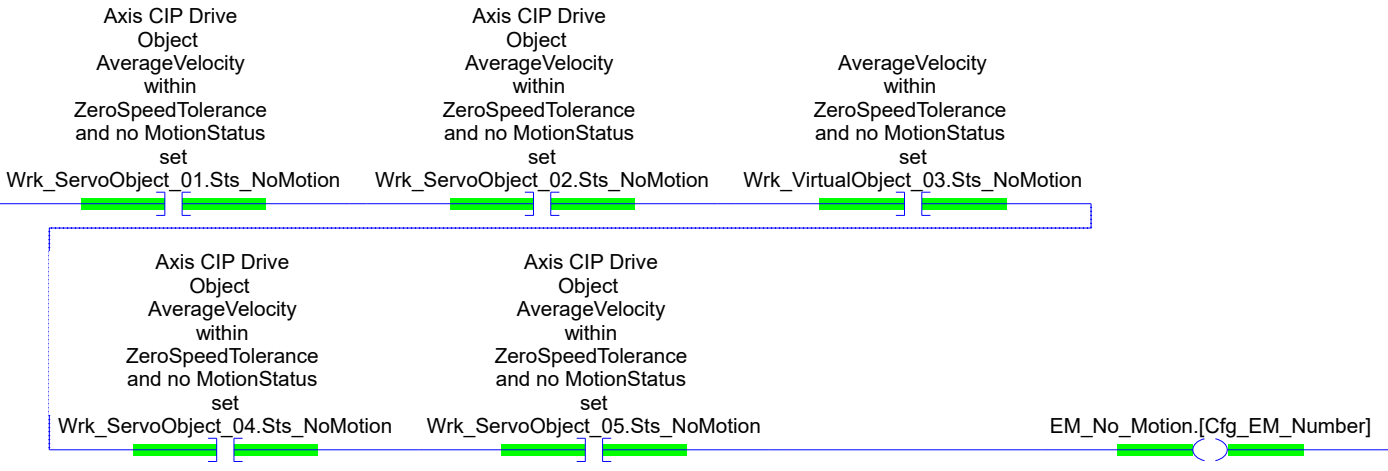 Axis CIP Drive
Object
AverageVelocity
within
ZeroSpeedTolerance
and no MotionStatus
set
Wrk_ServoObject_01.Sts_NoMotion
Axis CIP Drive
Object
AverageVelocity
within
ZeroSpeedTolerance
and no MotionStatus
set
Wrk_ServoObject_02.Sts_NoMotion
AverageVelocity
within
ZeroSpeedTolerance
and no MotionStatus
set
Wrk_VirtualObject_03.Sts_NoMotion
Axis CIP Drive
Object
AverageVelocity
within
ZeroSpeedTolerance
and no MotionStatus
set
Wrk_ServoObject_04.Sts_NoMotion
Axis CIP Drive
Object
AverageVelocity
within
ZeroSpeedTolerance
and no MotionStatus
set
Wrk_ServoObject_05.Sts_NoMotion
EM_No_Motion.[Cfg_EM_Number]